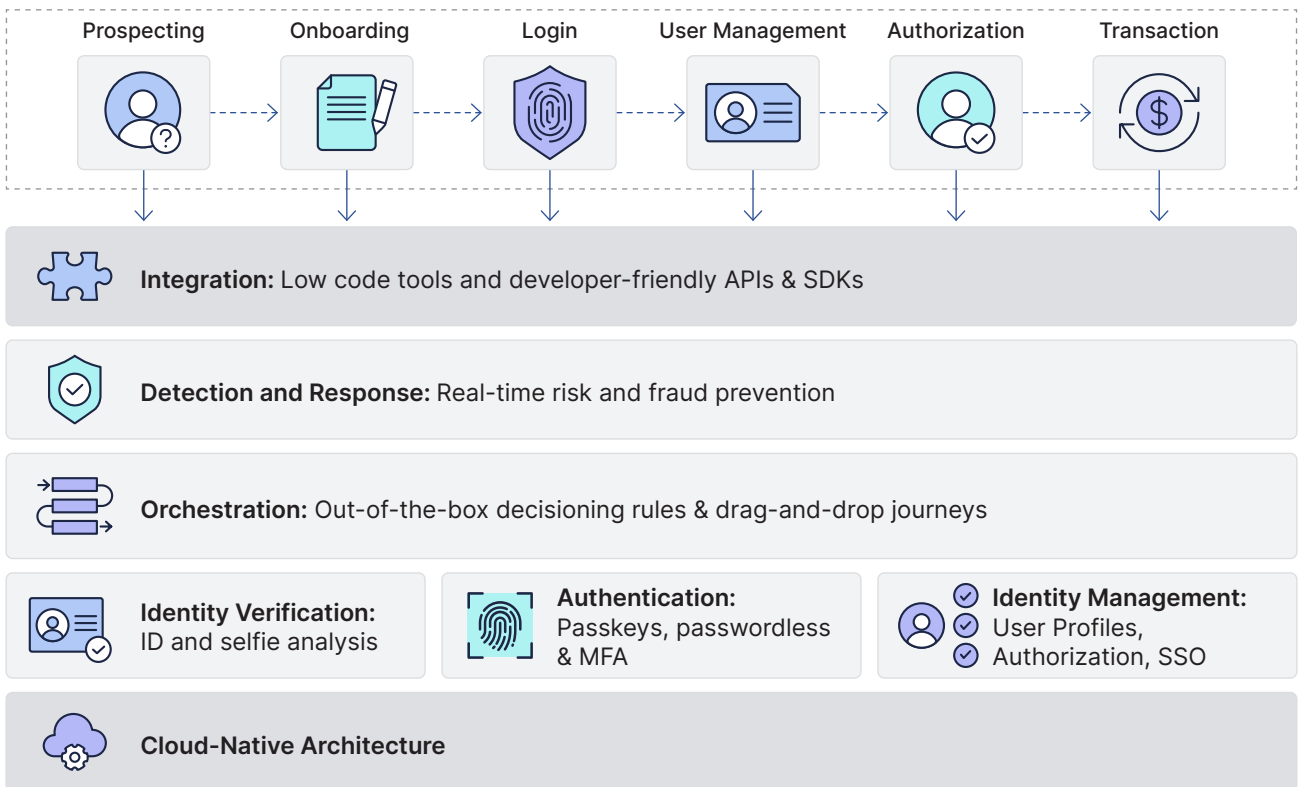 Prospecting
Onboarding
Login
User Management
Authorization
Transaction
?
$
Integration: Low code tools and developer-friendly APIs & SDKs
Detection and Response: Real-time risk and fraud prevention
Orchestration: Out-of-the-box decisioning rules & drag-and-drop journeys
Identity Verification:
ID and selfie analysis
Authentication:
Passkeys, passwordless
& MFA
Identity Management:
User Profiles,
Authorization, SSO
Cloud-Native Architecture